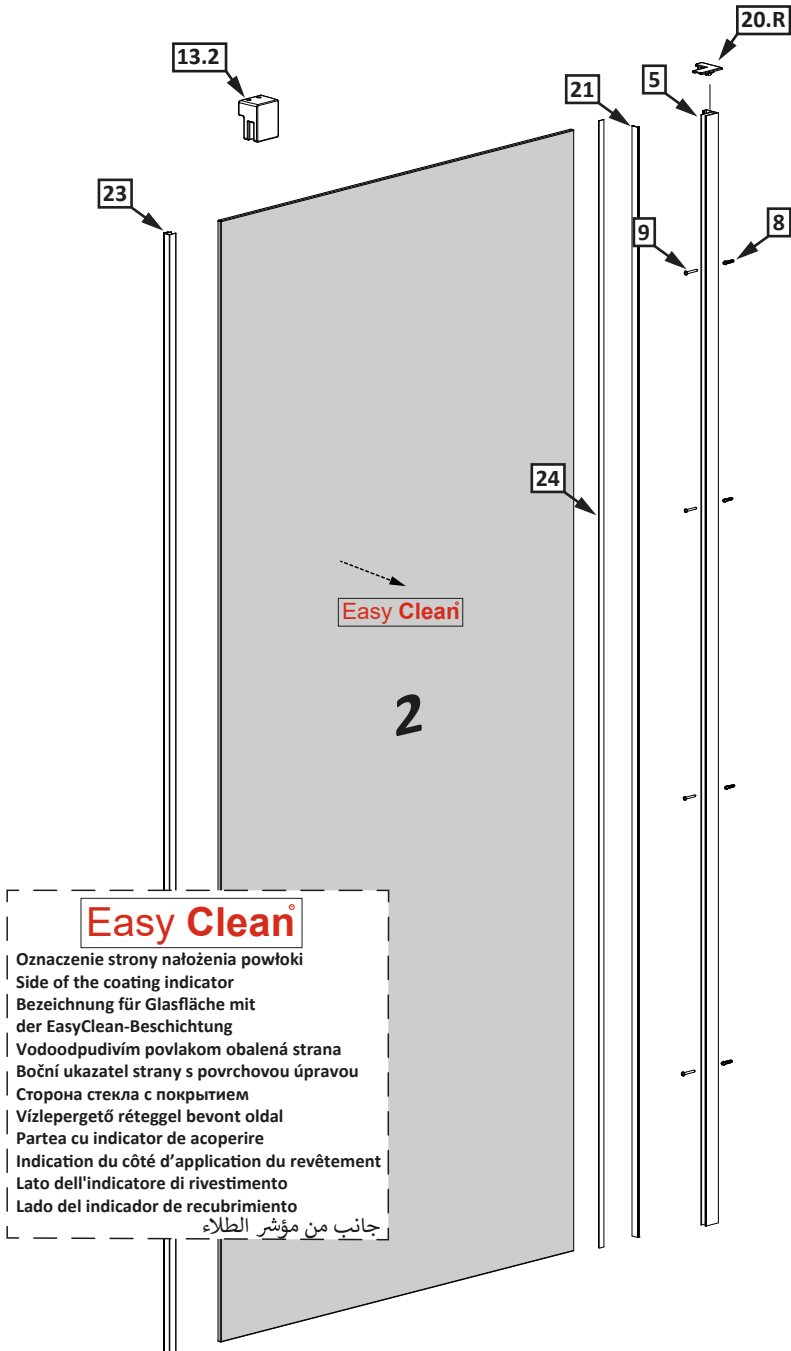 20.R
13.2
5
21
23
9
8
24
Easy Clean®
2
Easy Clean®
Oznaczenie strony nałożenia powłoki
Side of the coating indicator
Bezeichnung für Glasfläche mit
der EasyClean-Beschichtung
Vodoodpudivím povlakom obalená strana
Boční ukazatel strany s povrchovou úpravou
Сторона стекла с покрытием
Vízlepergető réteggel bevont oldal
Partea cu indicator de acoperire
Indication du côté d'application du revêtement
Lato dell'indicatore di rivestimento
Lado del indicador de recubrimiento
جانب من مؤشر الطلاء